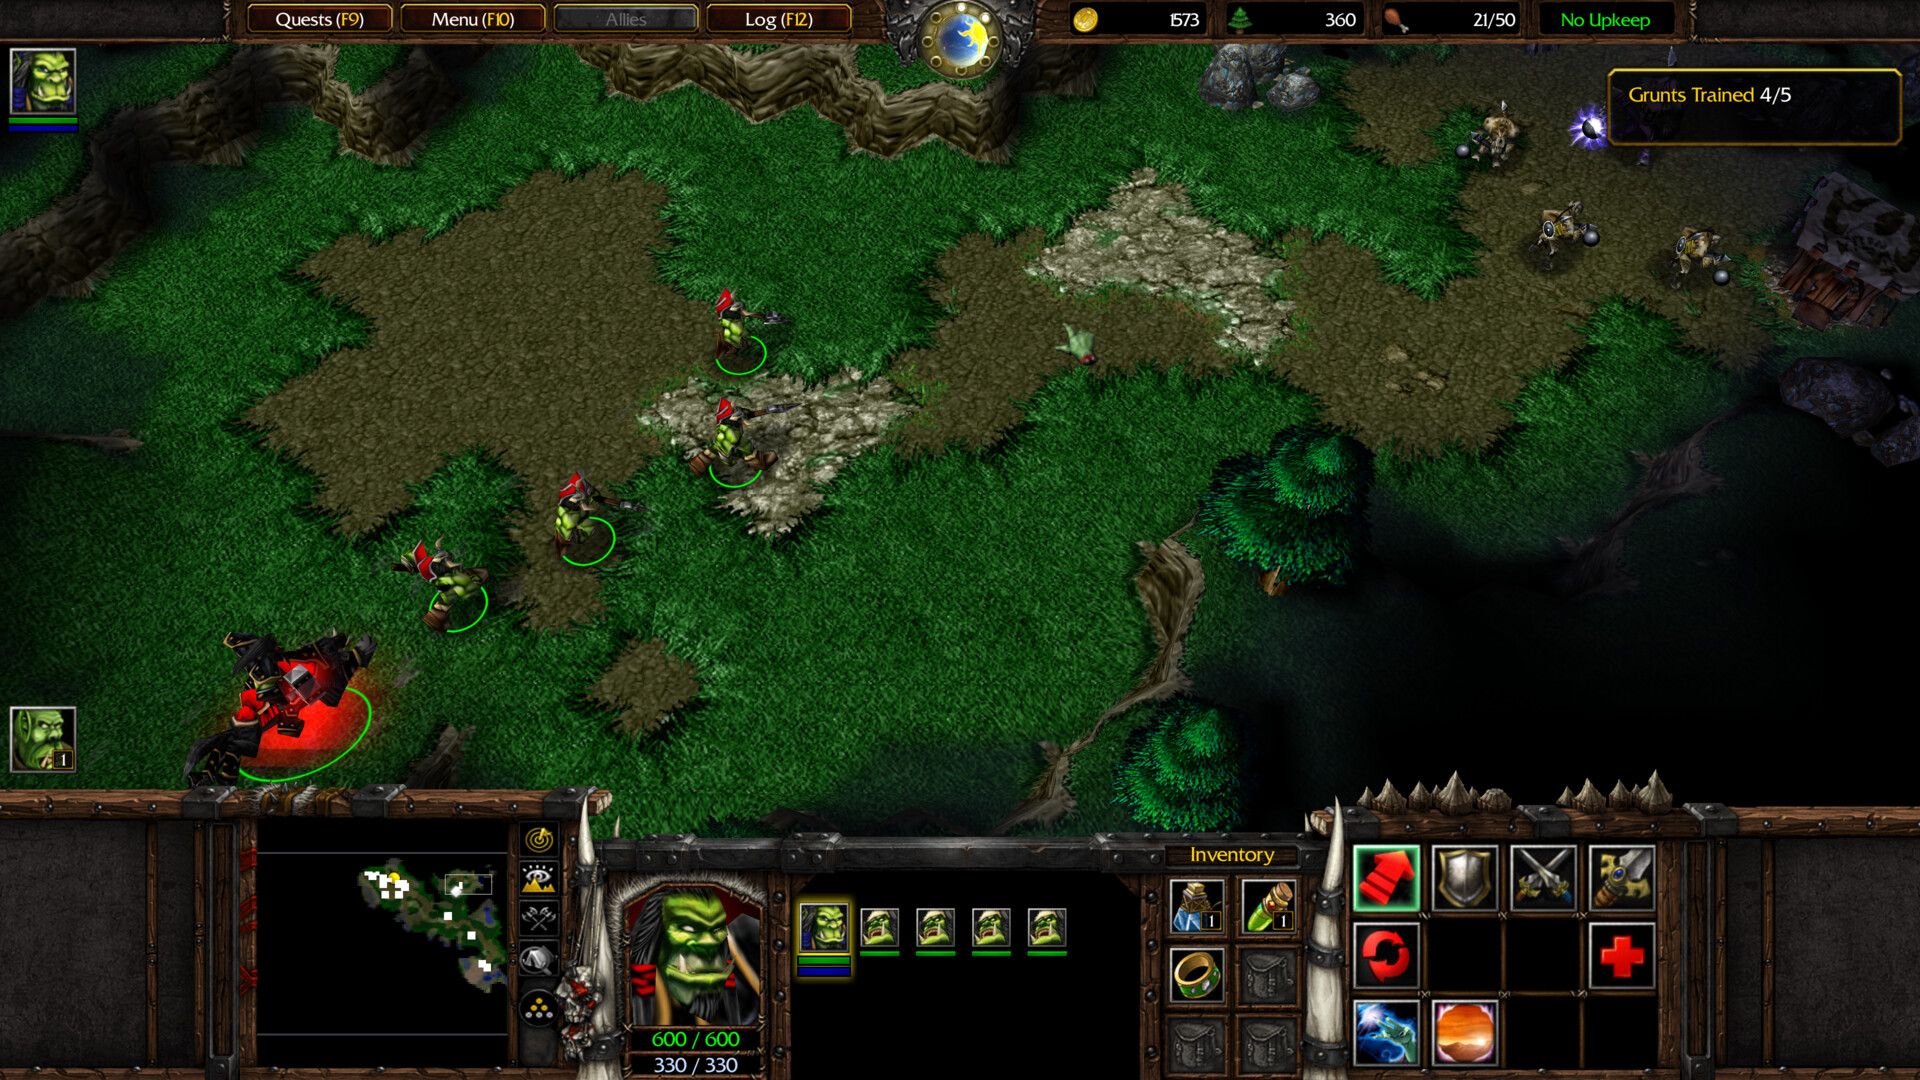 Quests (F9)
Menu (F10)
Allies
Log (F12)
1573
360
21/50
No Upkeep
Grunts Trained 4/5
1
Inventory
1
1
600 / 600
330 / 330